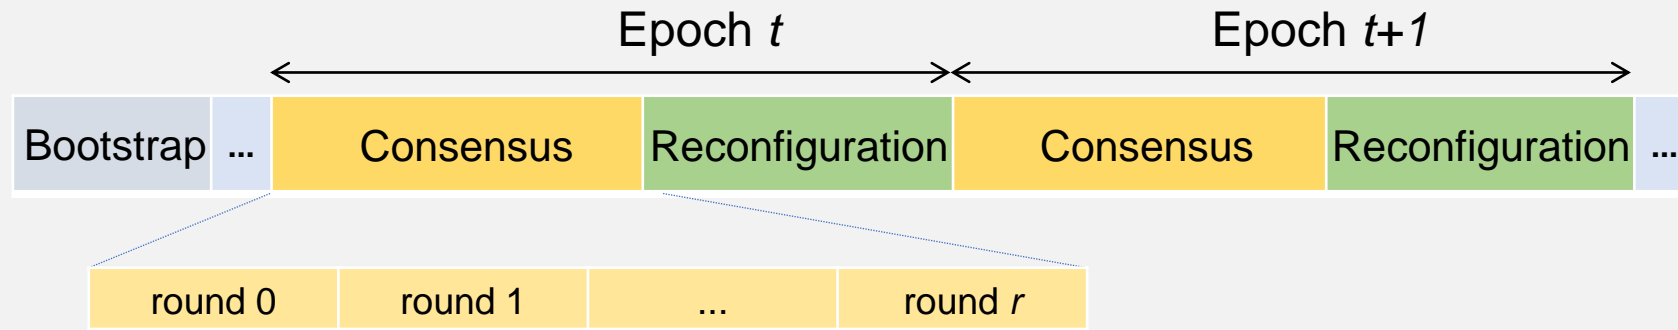 Epoch t Epoch t+1
Bootstrap ... Consensus Reconfiguration Consensus Reconfiguration ...
round 0 round 1 ... round r